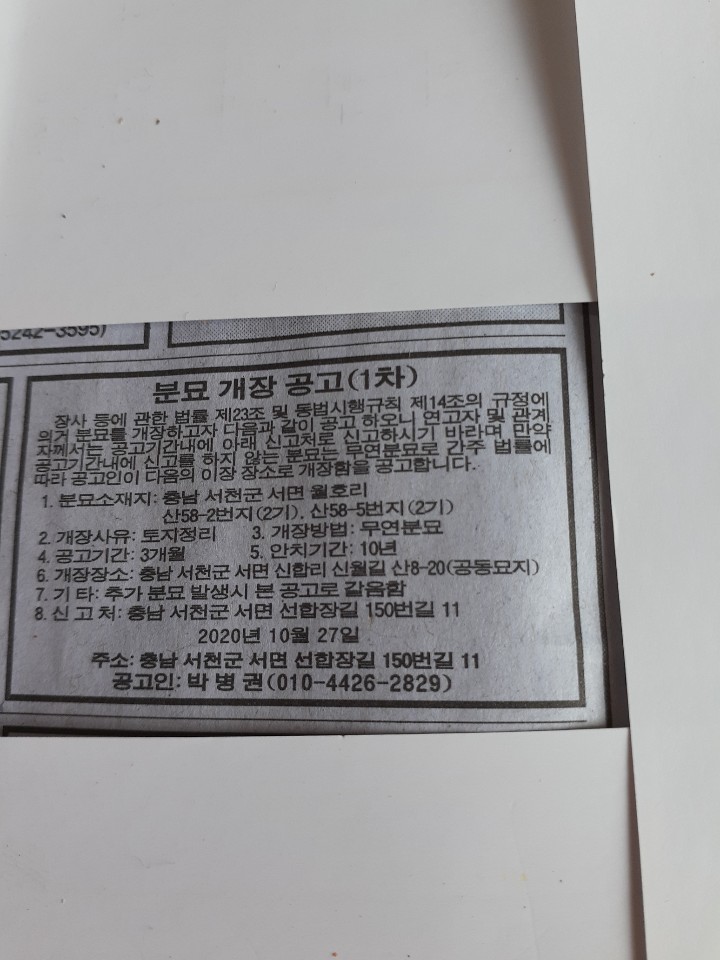 5242-3595)
분묘 개장 공고(1차)
장사 등에 관한 법률 제23조 및 동법시행규칙 제14조의 규정에
의거 분묘를 개장하고자 다음과 같이 공고 하오니 연고자 및 관계
자께서는 공고기간내에 아래 신고처로 신고하시기 바라며 만약
공고기간내에 신고를 하지 않는 분묘는 무연분묘로 간주 법률에
따라 공고인이 다음의 이장 장소로 개장함을 공고합니다.
1. 분묘소재지: 충남 서천군 서면 월호리
산58-2번지(2기), 산58-5번지(2기)
2. 개장사유: 토지정리 3. 개장방법: 무연분묘
4. 공고기간: 3개월 5. 안치기간: 10년
6. 개장장소: 충남 서천군 서면 신합리 신월길 산8-20(공동묘지)
7. 기 타: 추가 분묘 발생시 본 공고로 갈음함
8. 신 고 처: 충남 서천군 서면 선합장길 150번길 11
2020년 10월 27일
주소: 충남 서천군 서면 선합장길 150번길 11
공고인: 박 병 권(010-4426-2829)